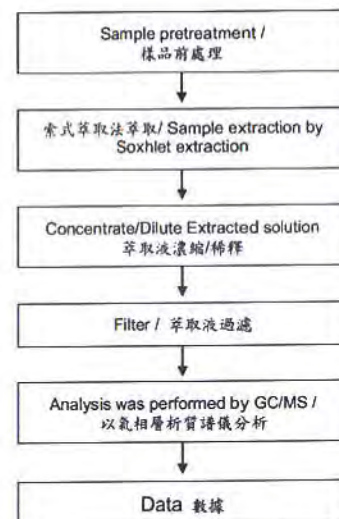 Sample pretreatment /
樣品前處理
索式萃取法萃取/ Sample extraction by
Soxhlet extraction
Concentrate/Dilute Extracted solution
萃取液濃縮/稀釋
Filter / 萃取液過濾
Analysis was performed by GC/MS /
以氣相層析質譜儀分析
Data 數據